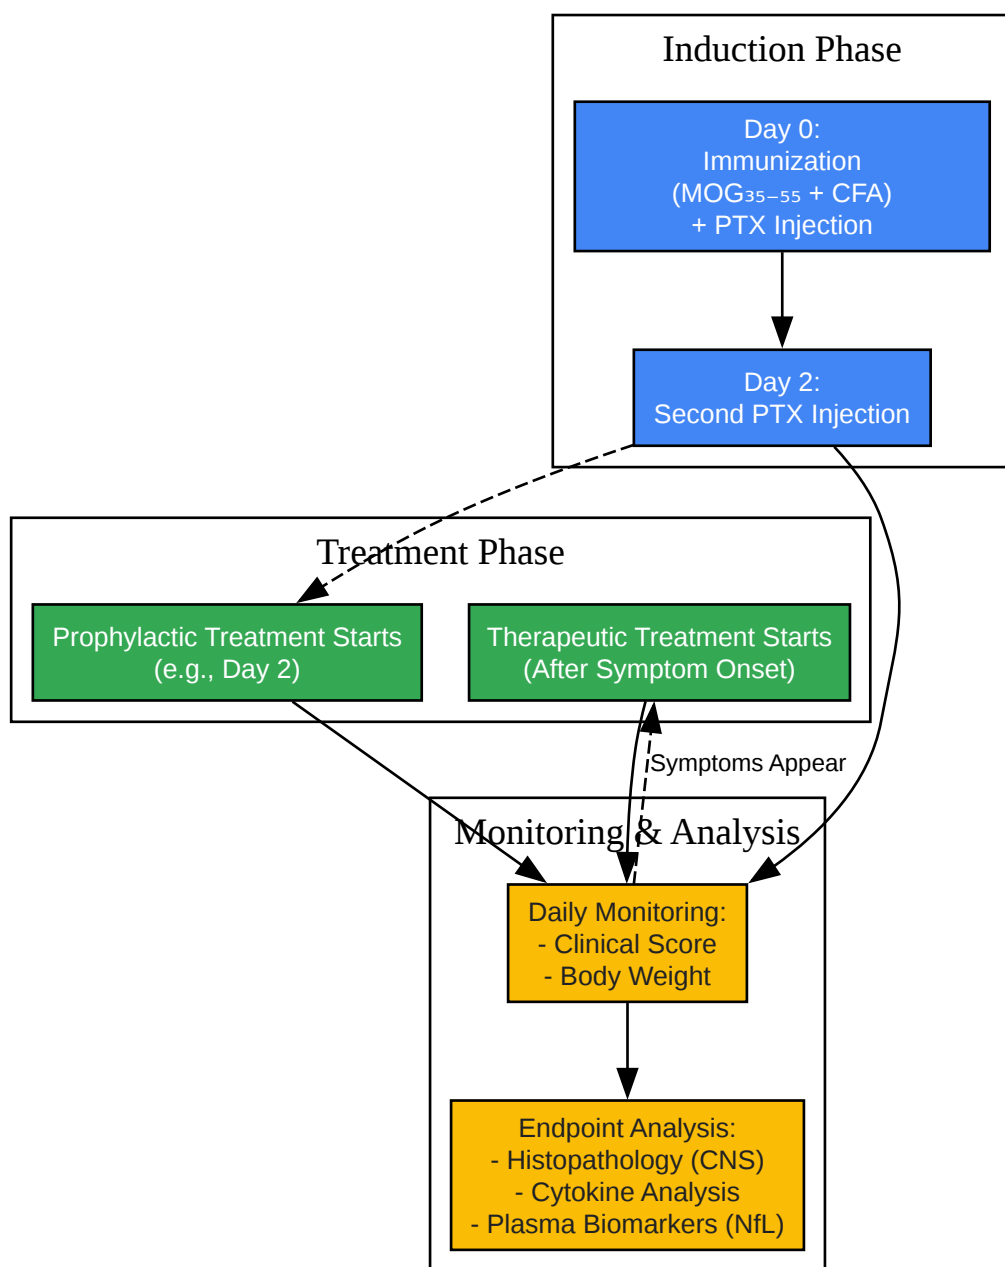 Induction Phase
Day 0:
Immunization
(MOG₃₅₋₅₅ + CFA)
+ PTX Injection
Day 2:
Second PTX Injection
Treatment Phase
Prophylactic Treatment Starts
(e.g., Day 2)
Therapeutic Treatment Starts
(After Symptom Onset)
Symptoms Appear
Monitoring & Analysis
Daily Monitoring:
- Clinical Score
- Body Weight
Endpoint Analysis:
- Histopathology (CNS)
- Cytokine Analysis
- Plasma Biomarkers (NfL)